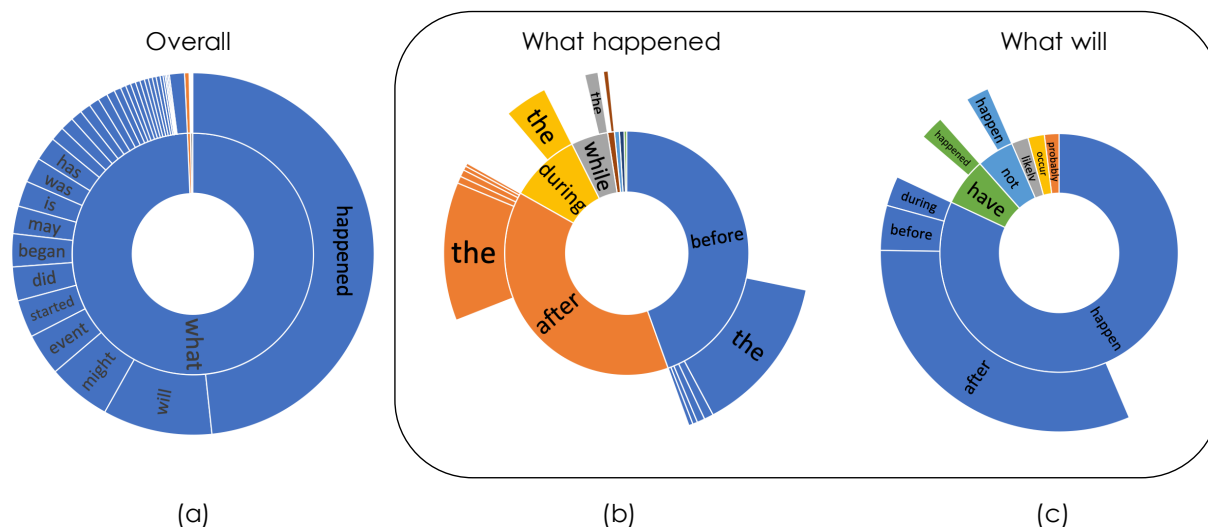 Overall
What happened
What will
happened
what
will
might
event
started
did
began
may
is
was
has
before
the
after
the
during
the
while
the
happen
after
before
during
have
happened
not
happen
likely
occur
probably
(a)
(b)
(c)